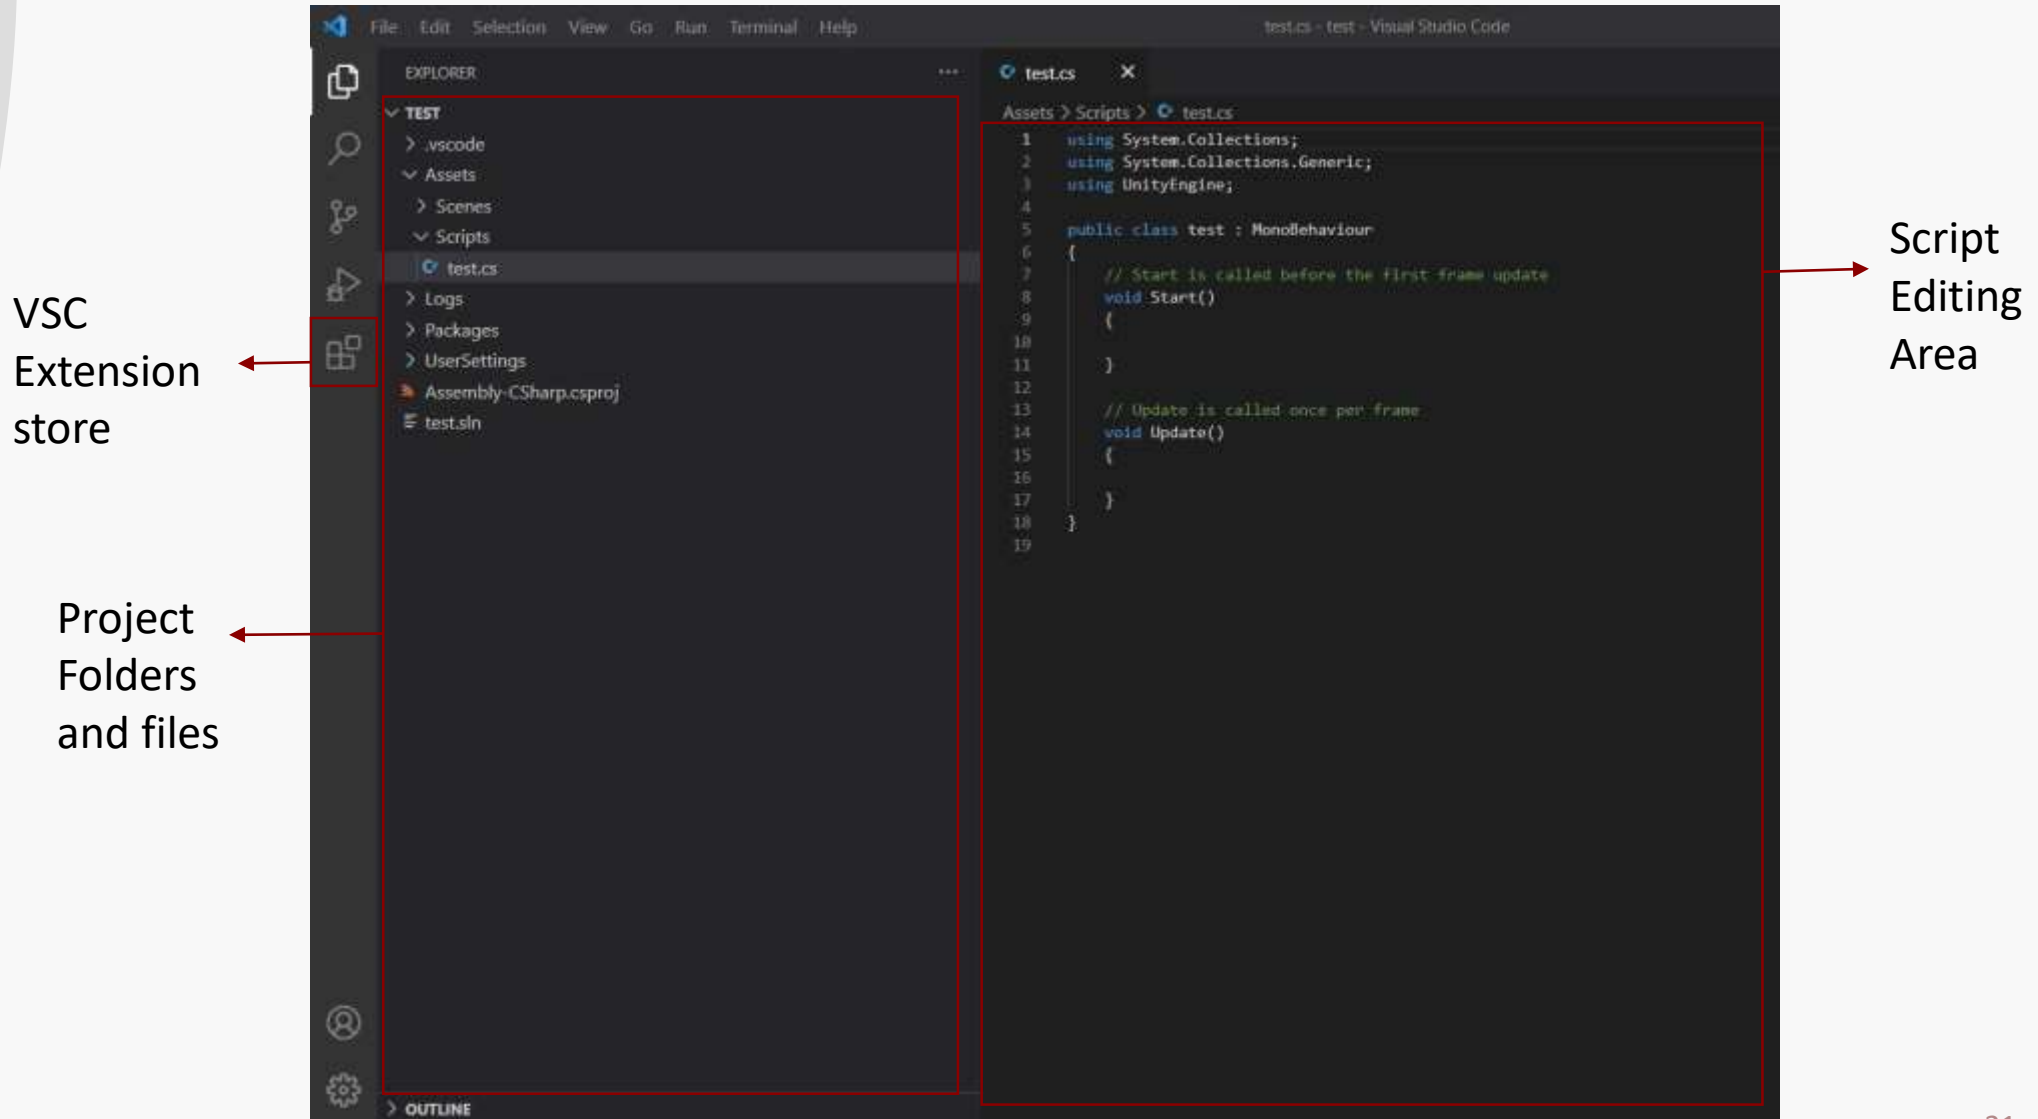 File Edit Selection View Go Run Terminal Help
test.cs - test - Visual Studio Code
EXPLORER
TEST
.vscode
Assets
Scenes
Scripts
test.cs
Logs
Packages
UserSettings
Assembly-CSharp.csproj
test.sln
OUTLINE
test.cs
Assets > Scripts > test.cs
1 using System.Collections;
2 using System.Collections.Generic;
3 using UnityEngine;
4
5 public class test : MonoBehaviour
6 {
7 // Start is called before the first frame update
8 void Start()
9 {
10
11 }
12
13 // Update is called once per frame
14 void Update()
15 {
16
17 }
18 }
19
VSC
Extension
store
Project
Folders
and files
Script
Editing
Area